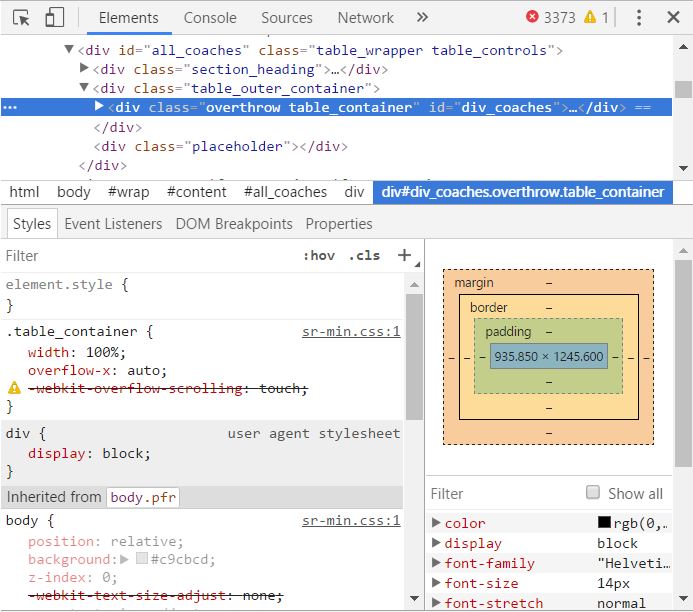 Elements Console Sources Network » 3373 1
▼<div id="all_coaches" class="table_wrapper table_controls">
▶<div class="section_heading">…</div>
▼<div class="table_outer_container">
… ▶<div class="overthrow table_container" id="div_coaches">…</div> ==
</div>
<div class="placeholder"></div>
</div>
html body #wrap #content #all_coaches div div#div_coaches.overthrow.table_container
Styles Event Listeners DOM Breakpoints Properties
Filter :hov .cls +
element.style {
}
.table_container { sr-min.css:1
width: 100%;
overflow-x: auto;
-webkit-overflow-scrolling: touch;
}
div { user agent stylesheet
display: block;
}
Inherited from body.pfr
body { sr-min.css:1
position: relative;
background:▶ #c9cbcd;
z-index: 0;
-webkit-text-size-adjust: none;
margin –
border –
padding –
– – – 935.850 × 1245.600 – – –
–
–
–
Filter Show all
▶ color rgb(0,…
▶ display block
▶ font-family "Helveti…
▶ font-size 14px
▶ font-stretch normal